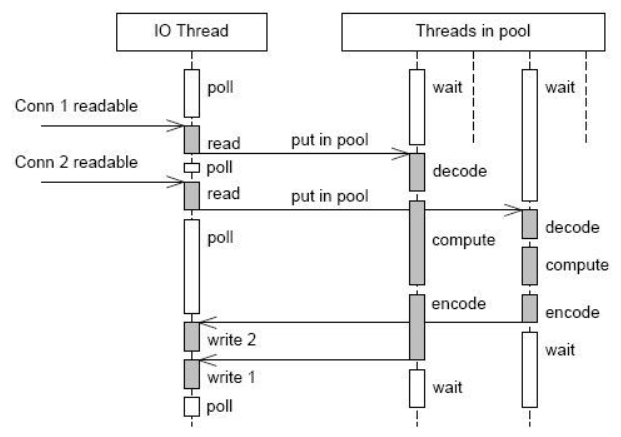 IO Thread
Threads in pool
poll
wait
wait
Conn 1 readable
read
put in pool
Conn 2 readable
poll
decode
read
put in pool
poll
compute
decode
compute
encode
encode
write 2
wait
write 1
wait
poll